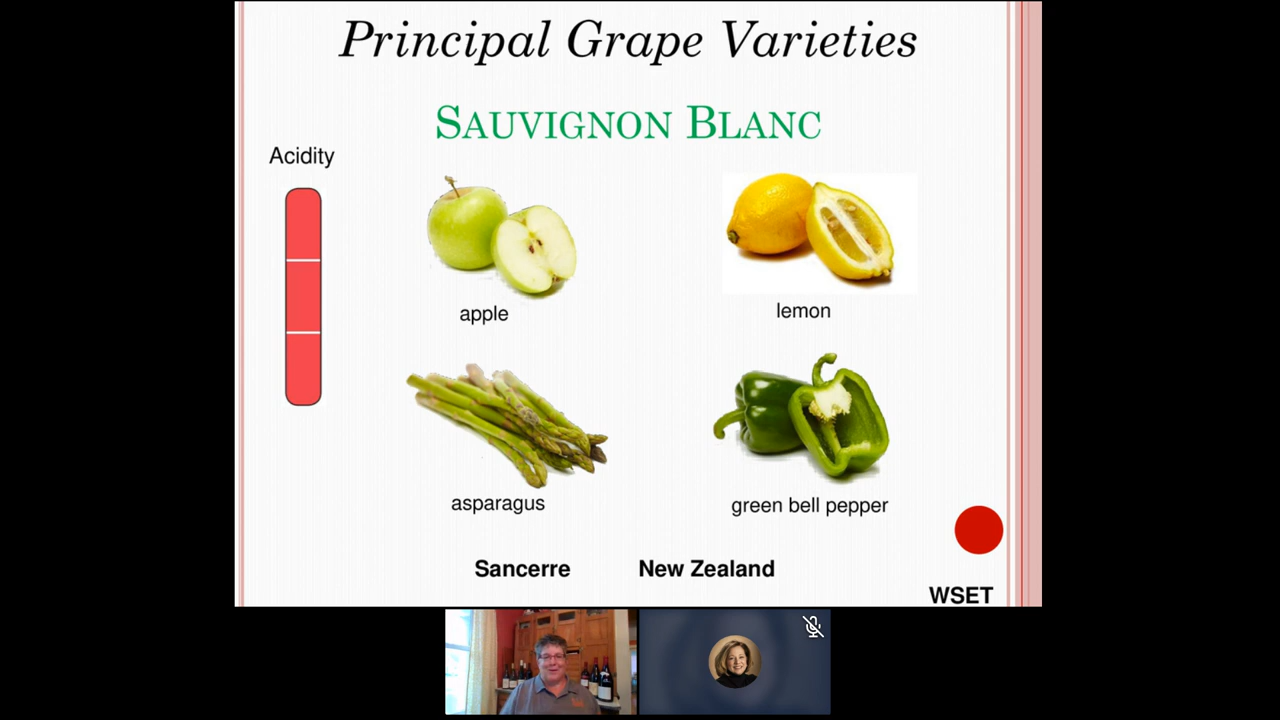 Principal Grape Varieties
SAUVIGNON BLANC
Acidity
apple
lemon
asparagus
green bell pepper
Sancerre New Zealand
WSET